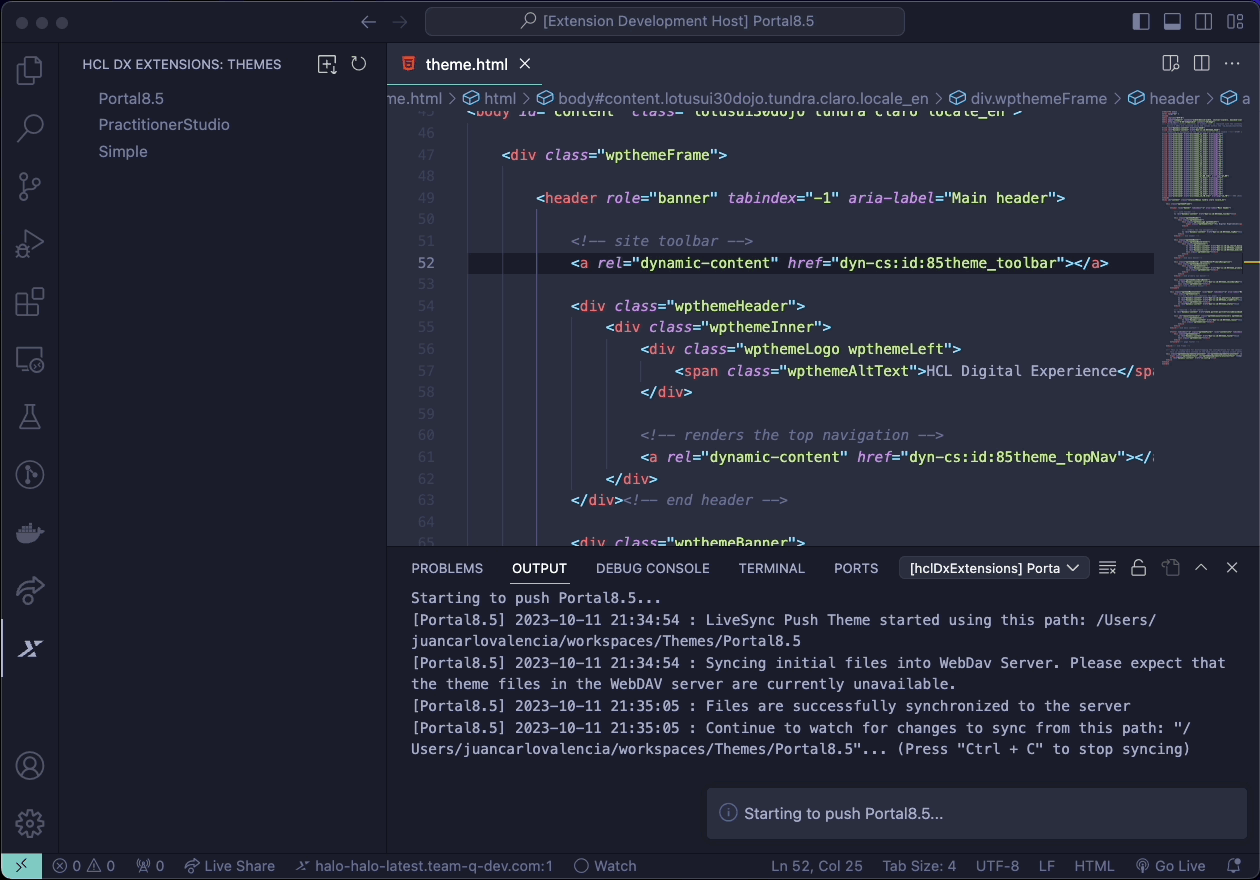 [Extension Development Host] Portal8.5
HCL DX EXTENSIONS: THEMES
Portal8.5
PractitionerStudio
Simple
theme.html
me.html > html > body#content.lotusui30dojo.tundra.claro.locale_en > div.wpthemeFrame > header > a
45 <body id="content" class="lotusui30dojo tundra claro locale_en">
46
47 <div class="wpthemeFrame">
48
49 <header role="banner" tabindex="-1" aria-label="Main header">
50
51 <!-- site toolbar -->
52 <a rel="dynamic-content" href="dyn-cs:id:85theme_toolbar"></a>
53
54 <div class="wpthemeHeader">
55 <div class="wpthemeInner">
56 <div class="wpthemeLogo wpthemeLeft">
57 <span class="wpthemeAltText">HCL Digital Experience</spa
58 </div>
59
60 <!-- renders the top navigation -->
61 <a rel="dynamic-content" href="dyn-cs:id:85theme_topNav"></a
62 </div>
63 </div><!-- end header -->
64
65 <div class="wpthemeBanner">
PROBLEMS OUTPUT DEBUG CONSOLE TERMINAL PORTS [hclDxExtensions] Porta
Starting to push Portal8.5...
[Portal8.5] 2023-10-11 21:34:54 : LiveSync Push Theme started using this path: /Users/
juancarlovalencia/workspaces/Themes/Portal8.5
[Portal8.5] 2023-10-11 21:34:54 : Syncing initial files into WebDav Server. Please expect that
the theme files in the WebDAV server are currently unavailable.
[Portal8.5] 2023-10-11 21:35:05 : Files are successfully synchronized to the server
[Portal8.5] 2023-10-11 21:35:05 : Continue to watch for changes to sync from this path: "/
Users/juancarlovalencia/workspaces/Themes/Portal8.5"... (Press "Ctrl + C" to stop syncing)
Starting to push Portal8.5...
0 0 0 Live Share halo-halo-latest.team-q-dev.com:1 Watch Ln 52, Col 25 Tab Size: 4 UTF-8 LF HTML Go Live